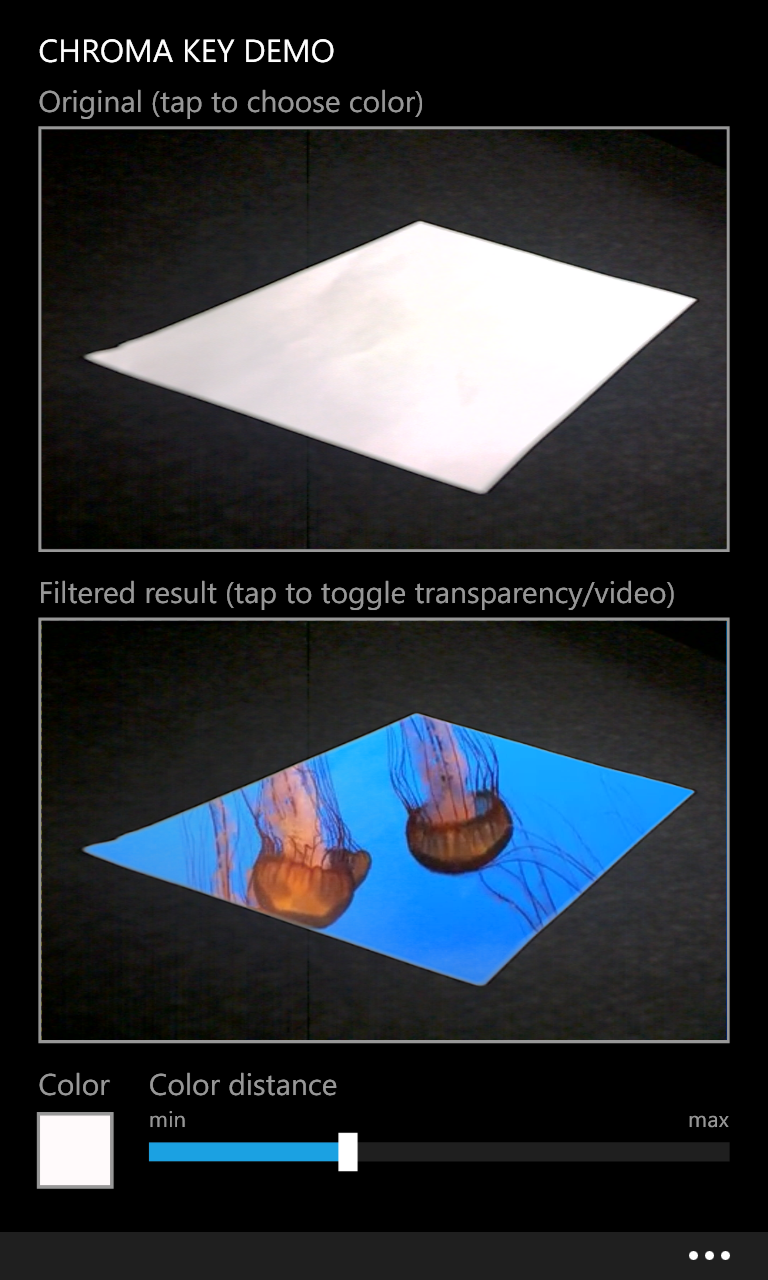 CHROMA KEY DEMO
Original (tap to choose color)
Filtered result (tap to toggle transparency/video)
Color Color distance
min max